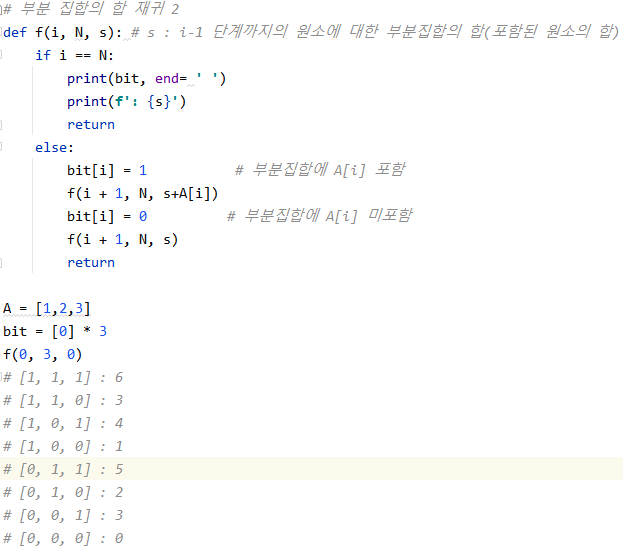 # 부분 집합의 합 재귀 2
def f(i, N, s): # s : i-1 단계까지의 원소에 대한 부분집합의 합(포함된 원소의 합)
    if i == N:
        print(bit, end= ' ')
        print(f': {s}')
        return
    else:
        bit[i] = 1           # 부분집합에 A[i] 포함
        f(i + 1, N, s+A[i])
        bit[i] = 0          # 부분집합에 A[i] 미포함
        f(i + 1, N, s)
        return
A = [1,2,3]
bit = [0] * 3
f(0, 3, 0)
# [1, 1, 1] : 6
# [1, 1, 0] : 3
# [1, 0, 1] : 4
# [1, 0, 0] : 1
# [0, 1, 1] : 5
# [0, 1, 0] : 2
# [0, 0, 1] : 3
# [0, 0, 0] : 0